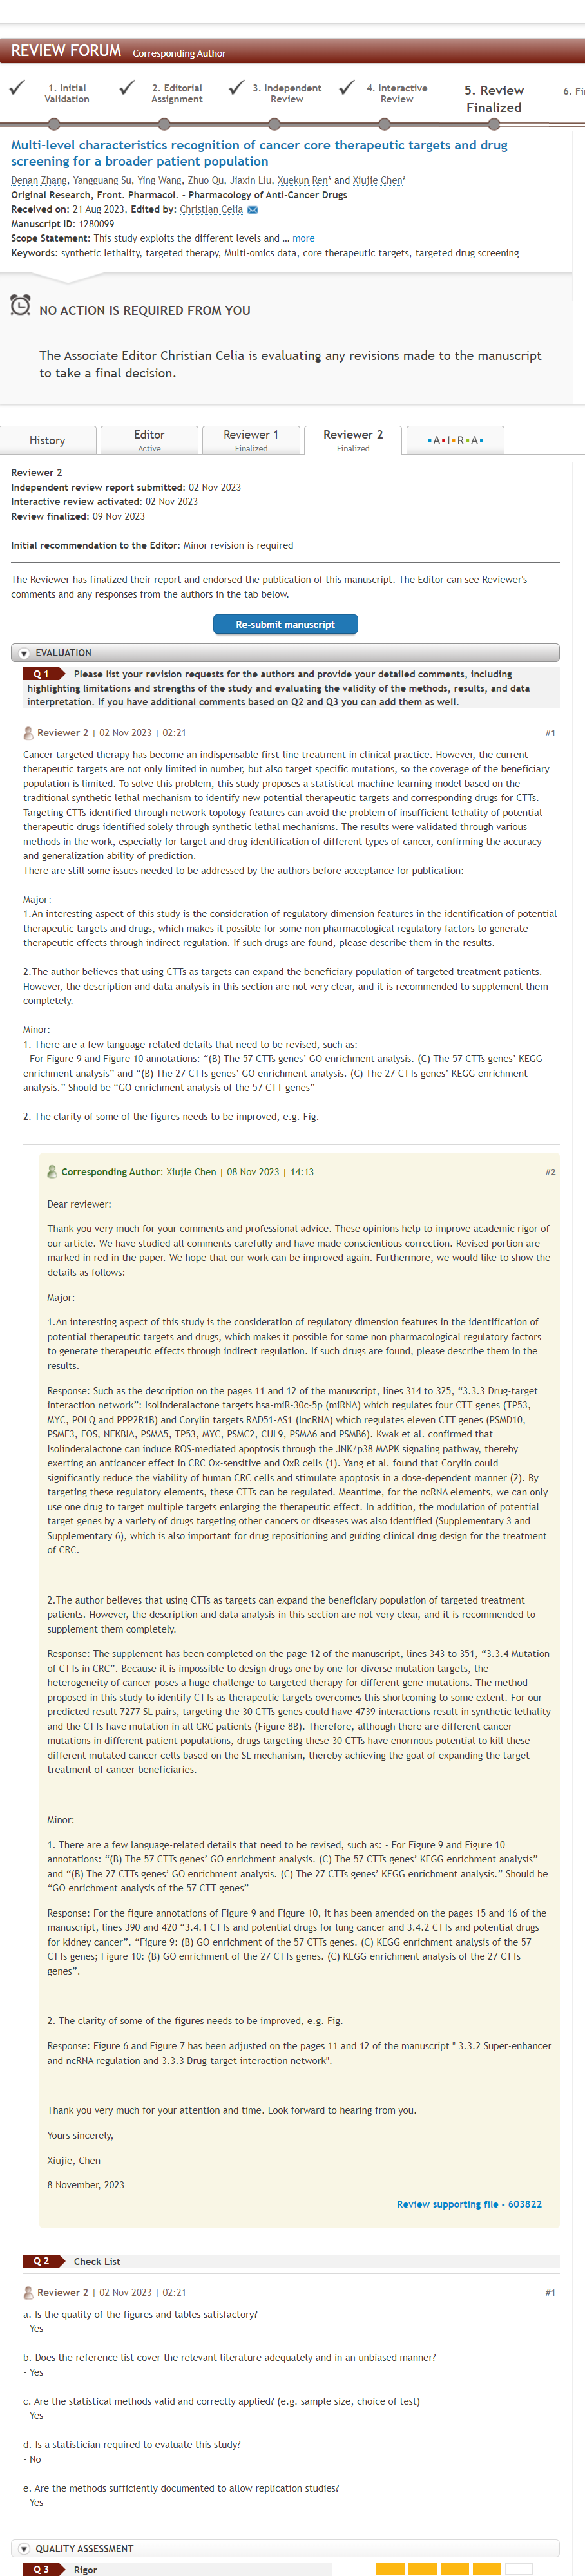 REVIEW FORUM Corresponding Author
1. Initial Validation
2. Editorial Assignment
3. Independent Review
4. Interactive Review
5. Review Finalized
6. Fi
Multi-level characteristics recognition of cancer core therapeutic targets and drug
screening for a broader patient population
Denan Zhang, Yangguang Su, Ying Wang, Zhuo Qu, Jiaxin Liu, Xuekun Ren* and Xiujie Chen*
Original Research, Front. Pharmacol. - Pharmacology of Anti-Cancer Drugs
Received on: 21 Aug 2023, Edited by: Christian Celia
Manuscript ID: 1280099
Scope Statement: This study exploits the different levels and ... more
Keywords: synthetic lethality, targeted therapy, Multi-omics data, core therapeutic targets, targeted drug screening
NO ACTION IS REQUIRED FROM YOU
The Associate Editor Christian Celia is evaluating any revisions made to the manuscript
to take a final decision.
History
Editor
Active
Reviewer 1
Finalized
Reviewer 2
Finalized
A I R A
Reviewer 2
Independent review report submitted: 02 Nov 2023
Interactive review activated: 02 Nov 2023
Review finalized: 09 Nov 2023
Initial recommendation to the Editor: Minor revision is required
The Reviewer has finalized their report and endorsed the publication of this manuscript. The Editor can see Reviewer's
comments and any responses from the authors in the tab below.
Re-submit manuscript
EVALUATION
Q 1 Please list your revision requests for the authors and provide your detailed comments, including
highlighting limitations and strengths of the study and evaluating the validity of the methods, results, and data
interpretation. If you have additional comments based on Q2 and Q3 you can add them as well.
Reviewer 2 | 02 Nov 2023 | 02:21 #1
Cancer targeted therapy has become an indispensable first-line treatment in clinical practice. However, the current
therapeutic targets are not only limited in number, but also target specific mutations, so the coverage of the beneficiary
population is limited. To solve this problem, this study proposes a statistical-machine learning model based on the
traditional synthetic lethal mechanism to identify new potential therapeutic targets and corresponding drugs for CTTs.
Targeting CTTs identified through network topology features can avoid the problem of insufficient lethality of potential
therapeutic drugs identified solely through synthetic lethal mechanisms. The results were validated through various
methods in the work, especially for target and drug identification of different types of cancer, confirming the accuracy
and generalization ability of prediction.
There are still some issues needed to be addressed by the authors before acceptance for publication:
Major:
1.An interesting aspect of this study is the consideration of regulatory dimension features in the identification of potential
therapeutic targets and drugs, which makes it possible for some non pharmacological regulatory factors to generate
therapeutic effects through indirect regulation. If such drugs are found, please describe them in the results.
2.The author believes that using CTTs as targets can expand the beneficiary population of targeted treatment patients.
However, the description and data analysis in this section are not very clear, and it is recommended to supplement them
completely.
Minor:
1. There are a few language-related details that need to be revised, such as:
- For Figure 9 and Figure 10 annotations: “(B) The 57 CTTs genes’ GO enrichment analysis. (C) The 57 CTTs genes’ KEGG
enrichment analysis” and “(B) The 27 CTTs genes’ GO enrichment analysis. (C) The 27 CTTs genes’ KEGG enrichment
analysis.” Should be “GO enrichment analysis of the 57 CTT genes”
2. The clarity of some of the figures needs to be improved, e.g. Fig.
Corresponding Author: Xiujie Chen | 08 Nov 2023 | 14:13 #2
Dear reviewer:
Thank you very much for your comments and professional advice. These opinions help to improve academic rigor of
our article. We have studied all comments carefully and have made conscientious correction. Revised portion are
marked in red in the paper. We hope that our work can be improved again. Furthermore, we would like to show the
details as follows:
Major:
1.An interesting aspect of this study is the consideration of regulatory dimension features in the identification of
potential therapeutic targets and drugs, which makes it possible for some non pharmacological regulatory factors
to generate therapeutic effects through indirect regulation. If such drugs are found, please describe them in the
results.
Response: Such as the description on the pages 11 and 12 of the manuscript, lines 314 to 325, “3.3.3 Drug-target
interaction network”: Isolinderalactone targets hsa-miR-30c-5p (miRNA) which regulates four CTT genes (TP53,
MYC, POLQ and PPP2R1B) and Corylin targets RAD51-AS1 (lncRNA) which regulates eleven CTT genes (PSMD10,
PSME3, FOS, NFKBIA, PSMA5, TP53, MYC, PSMC2, CUL9, PSMA6 and PSMB6). Kwak et al. confirmed that
Isolinderalactone can induce ROS-mediated apoptosis through the JNK/p38 MAPK signaling pathway, thereby
exerting an anticancer effect in CRC Ox-sensitive and OxR cells (1). Yang et al. found that Corylin could
significantly reduce the viability of human CRC cells and stimulate apoptosis in a dose-dependent manner (2). By
targeting these regulatory elements, these CTTs can be regulated. Meantime, for the ncRNA elements, we can only
use one drug to target multiple targets enlarging the therapeutic effect. In addition, the modulation of potential
target genes by a variety of drugs targeting other cancers or diseases was also identified (Supplementary 3 and
Supplementary 6), which is also important for drug repositioning and guiding clinical drug design for the treatment
of CRC.
2.The author believes that using CTTs as targets can expand the beneficiary population of targeted treatment
patients. However, the description and data analysis in this section are not very clear, and it is recommended to
supplement them completely.
Response: The supplement has been completed on the page 12 of the manuscript, lines 343 to 351, “3.3.4 Mutation
of CTTs in CRC”. Because it is impossible to design drugs one by one for diverse mutation targets, the
heterogeneity of cancer poses a huge challenge to targeted therapy for different gene mutations. The method
proposed in this study to identify CTTs as therapeutic targets overcomes this shortcoming to some extent. For our
predicted result 7277 SL pairs, targeting the 30 CTTs genes could have 4739 interactions result in synthetic lethality
and the CTTs have mutation in all CRC patients (Figure 8B). Therefore, although there are different cancer
mutations in different patient populations, drugs targeting these 30 CTTs have enormous potential to kill these
different mutated cancer cells based on the SL mechanism, thereby achieving the goal of expanding the target
treatment of cancer beneficiaries.
Minor:
1. There are a few language-related details that need to be revised, such as: - For Figure 9 and Figure 10
annotations: “(B) The 57 CTTs genes’ GO enrichment analysis. (C) The 57 CTTs genes’ KEGG enrichment analysis”
and “(B) The 27 CTTs genes’ GO enrichment analysis. (C) The 27 CTTs genes’ KEGG enrichment analysis.” Should be
“GO enrichment analysis of the 57 CTT genes”
Response: For the figure annotations of Figure 9 and Figure 10, it has been amended on the pages 15 and 16 of the
manuscript, lines 390 and 420 “3.4.1 CTTs and potential drugs for lung cancer and 3.4.2 CTTs and potential drugs
for kidney cancer”. “Figure 9: (B) GO enrichment of the 57 CTTs genes. (C) KEGG enrichment analysis of the 57
CTTs genes; Figure 10: (B) GO enrichment of the 27 CTTs genes. (C) KEGG enrichment analysis of the 27 CTTs
genes”.
2. The clarity of some of the figures needs to be improved, e.g. Fig.
Response: Figure 6 and Figure 7 has been adjusted on the pages 11 and 12 of the manuscript " 3.3.2 Super-enhancer
and ncRNA regulation and 3.3.3 Drug-target interaction network".
Thank you very much for your attention and time. Look forward to hearing from you.
Yours sincerely,
Xiujie, Chen
8 November, 2023
Review supporting file - 603822
Q 2 Check List
Reviewer 2 | 02 Nov 2023 | 02:21 #1
a. Is the quality of the figures and tables satisfactory?
- Yes
b. Does the reference list cover the relevant literature adequately and in an unbiased manner?
- Yes
c. Are the statistical methods valid and correctly applied? (e.g. sample size, choice of test)
- Yes
d. Is a statistician required to evaluate this study?
- No
e. Are the methods sufficiently documented to allow replication studies?
- Yes
QUALITY ASSESSMENT
Q 3 Rigor